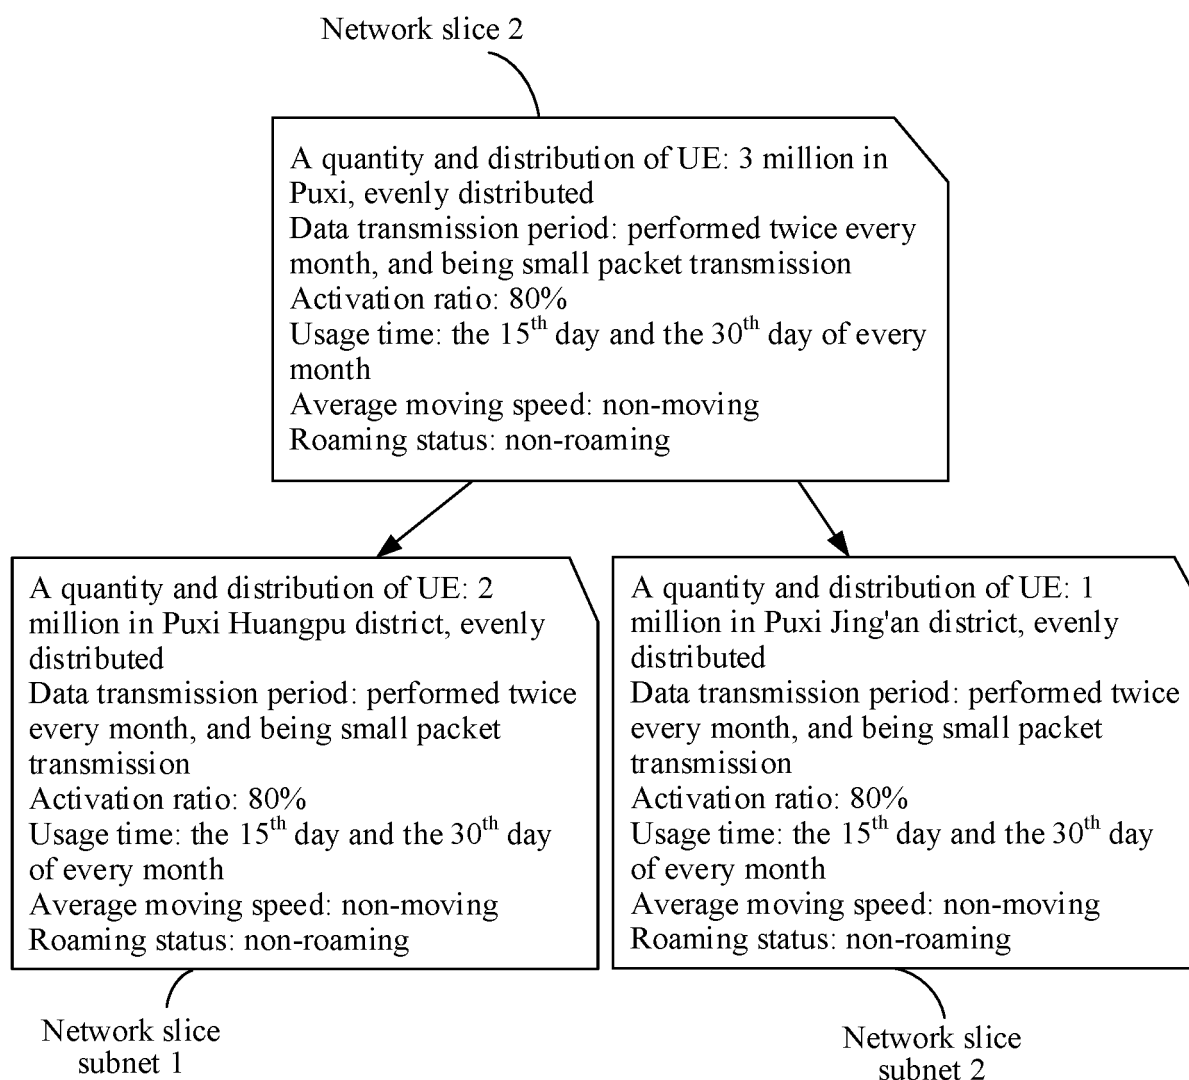 Network slice 2
A quantity and distribution of UE: 3 million in
Puxi, evenly distributed
Data transmission period: performed twice every
month, and being small packet transmission
Activation ratio: 80%
Usage time: the 15th day and the 30th day of every
month
Average moving speed: non-moving
Roaming status: non-roaming
A quantity and distribution of UE: 2
million in Puxi Huangpu district, evenly
distributed
Data transmission period: performed twice
every month, and being small packet
transmission
Activation ratio: 80%
Usage time: the 15th day and the 30th day
of every month
Average moving speed: non-moving
Roaming status: non-roaming
A quantity and distribution of UE: 1
million in Puxi Jing'an district, evenly
distributed
Data transmission period: performed twice
every month, and being small packet
transmission
Activation ratio: 80%
Usage time: the 15th day and the 30th day
of every month
Average moving speed: non-moving
Roaming status: non-roaming
Network slice
subnet 1
Network slice
subnet 2